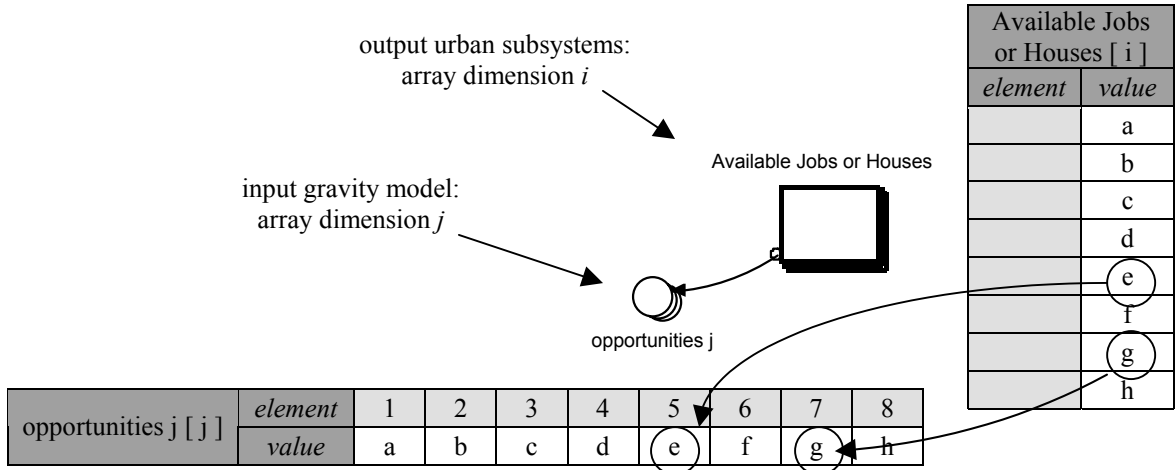 output urban subsystems:
array dimension i
Available Jobs or Houses
input gravity model:
array dimension j
opportunities j
Available Jobs
or Houses [ i ]
element value
a
b
c
d
e
f
g
h
opportunities j [ j ]
element 1 2 3 4 5 6 7 8
value a b c d e f g h